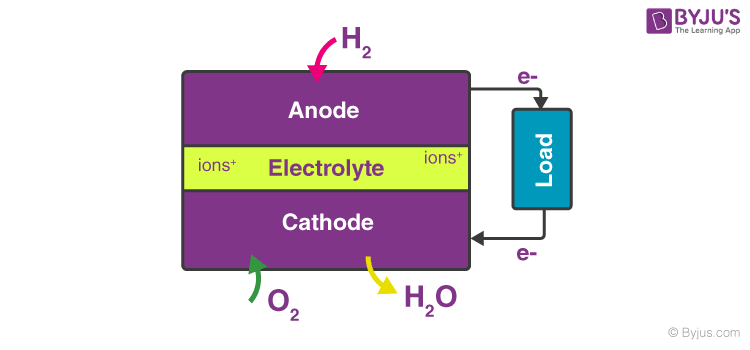 BYJU'S
The Learning App
H₂
e-
Anode
ions⁺ Electrolyte ions⁺
Load
Cathode
e-
O₂
H₂O
© Byjus.com